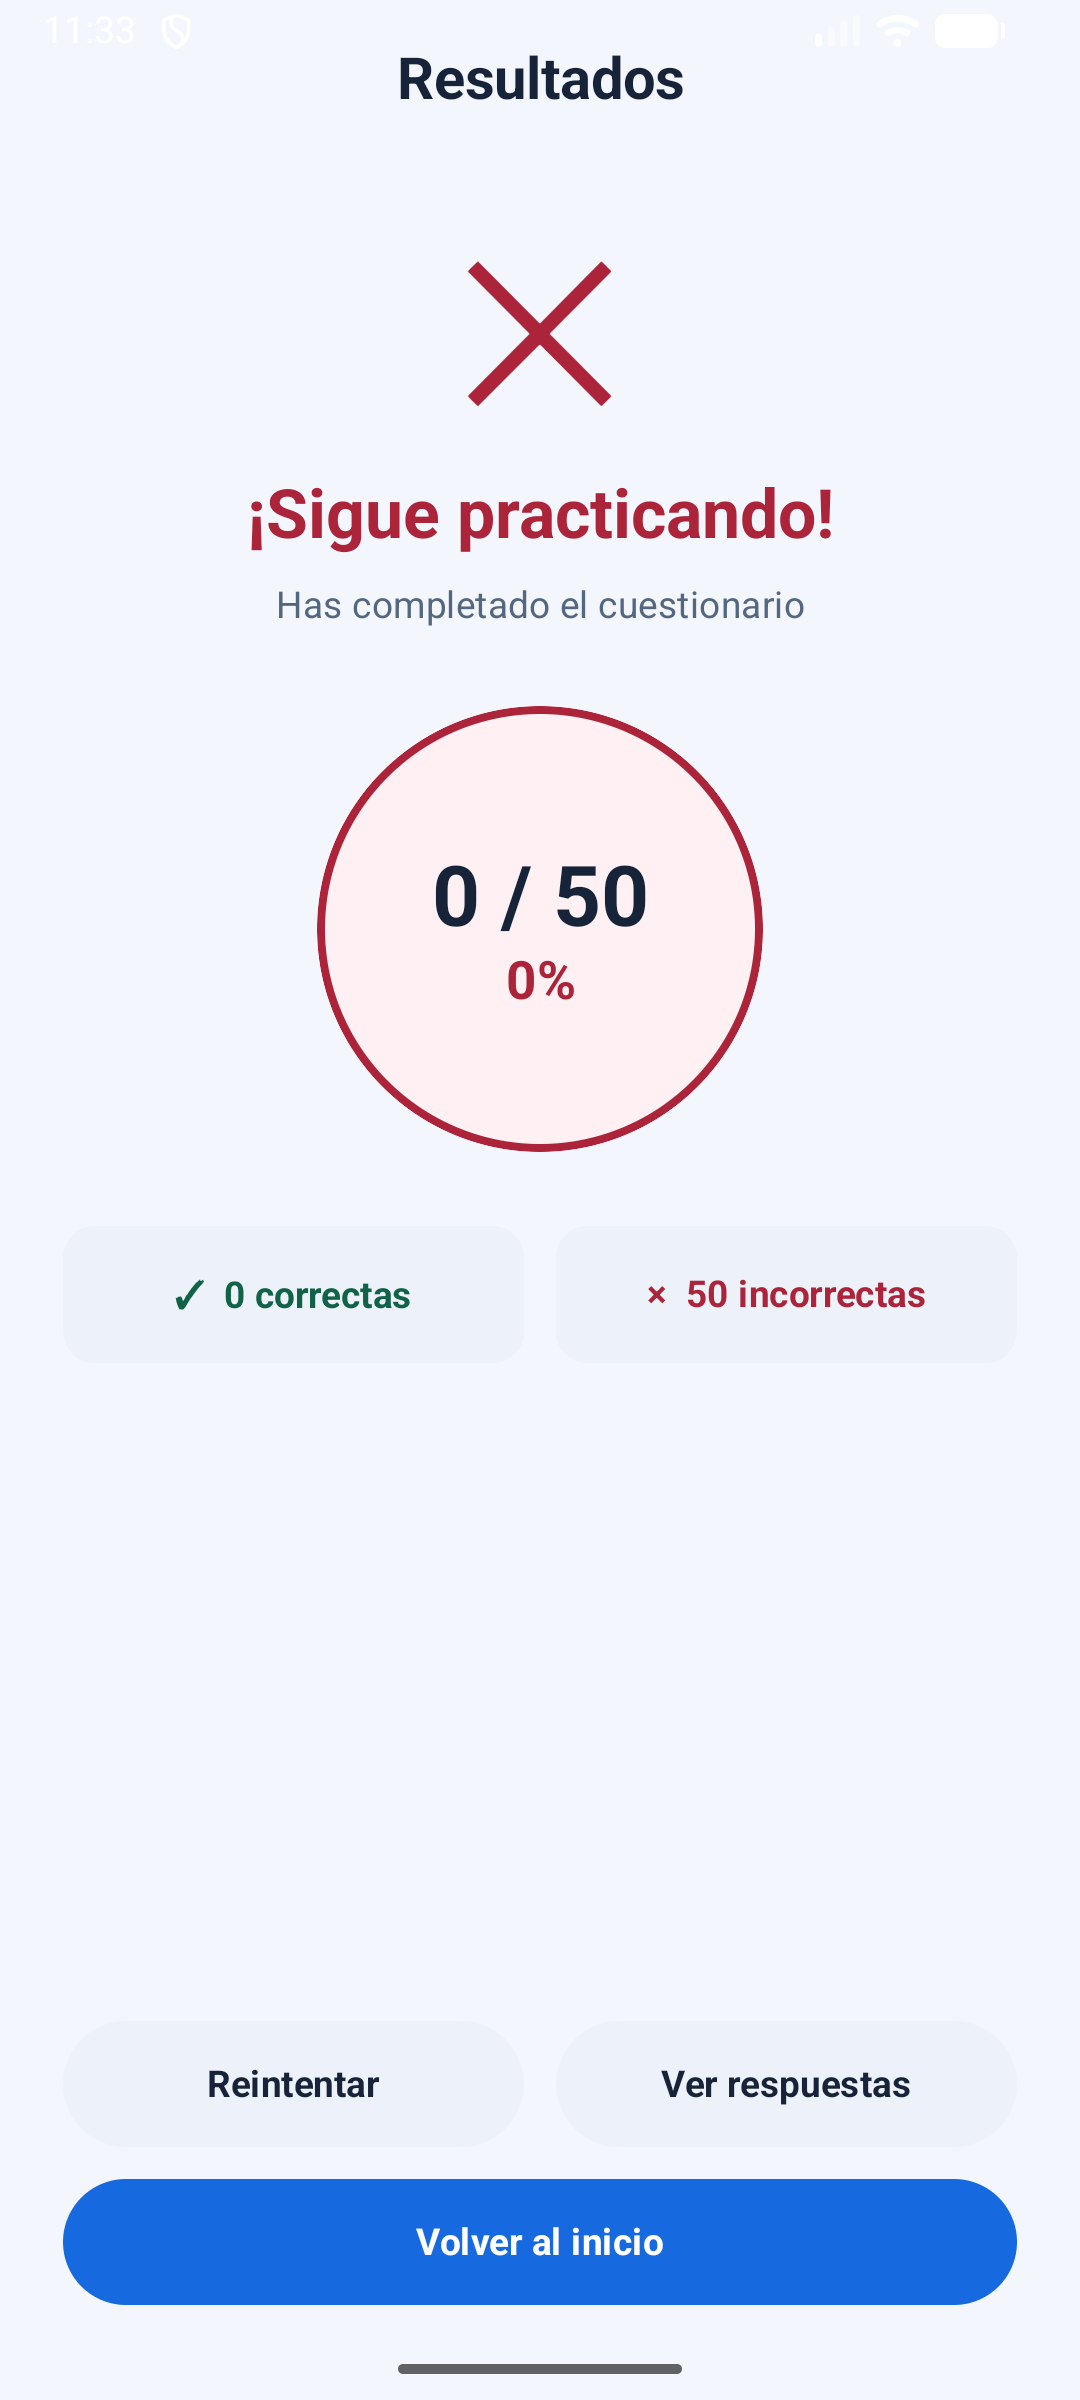 11:33
Resultados
¡Sigue practicando!
Has completado el cuestionario
0 / 50
0%
✓ 0 correctas
× 50 incorrectas
Reintentar
Ver respuestas
Volver al inicio